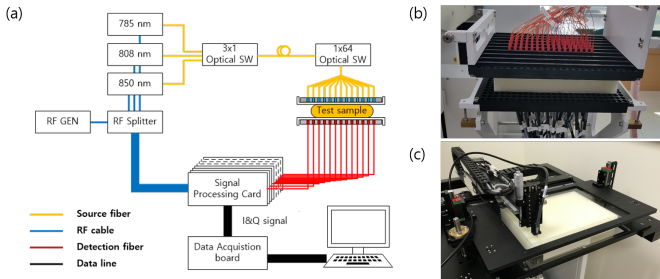 (a)
785 nm
808 nm
850 nm
3x1
Optical SW
1x64
Optical SW
Test sample
RF GEN
RF Splitter
Signal
Processing Card
I&Q signal
Data Acquistion
board
Source fiber
RF cable
Detection fiber
Data line
(b)
(c)